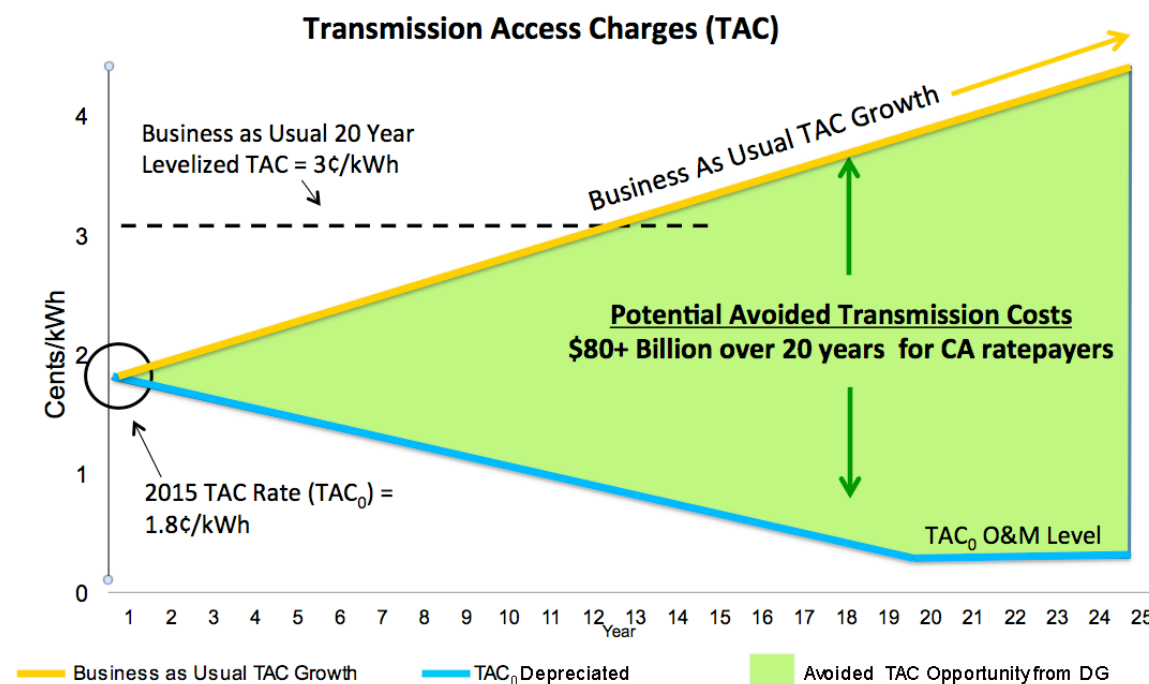 Transmission Access Charges (TAC)
Cents/kWh
4
3
2
1
0
Business as Usual 20 Year
Levelized TAC = 3¢/kWh
Business As Usual TAC Growth
Potential Avoided Transmission Costs
$80+ Billion over 20 years for CA ratepayers
2015 TAC Rate (TAC₀) =
1.8¢/kWh
TAC₀ O&M Level
1 2 3 4 5 6 7 8 9 10 11 12 13 14 15 16 17 18 19 20 21 22 23 24 25
Year
Business as Usual TAC Growth
TAC₀ Depreciated
Avoided TAC Opportunity from DG